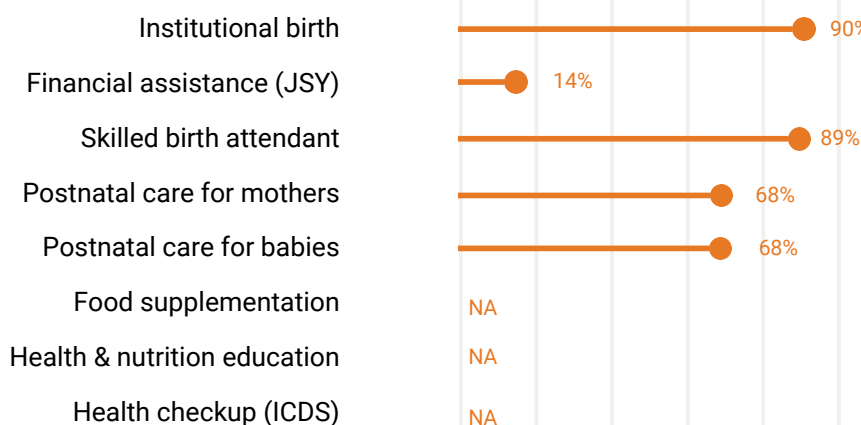 Institutional birth 90%
Financial assistance (JSY) 14%
Skilled birth attendant 89%
Postnatal care for mothers 68%
Postnatal care for babies 68%
Food supplementation NA
Health & nutrition education NA
Health checkup (ICDS) NA